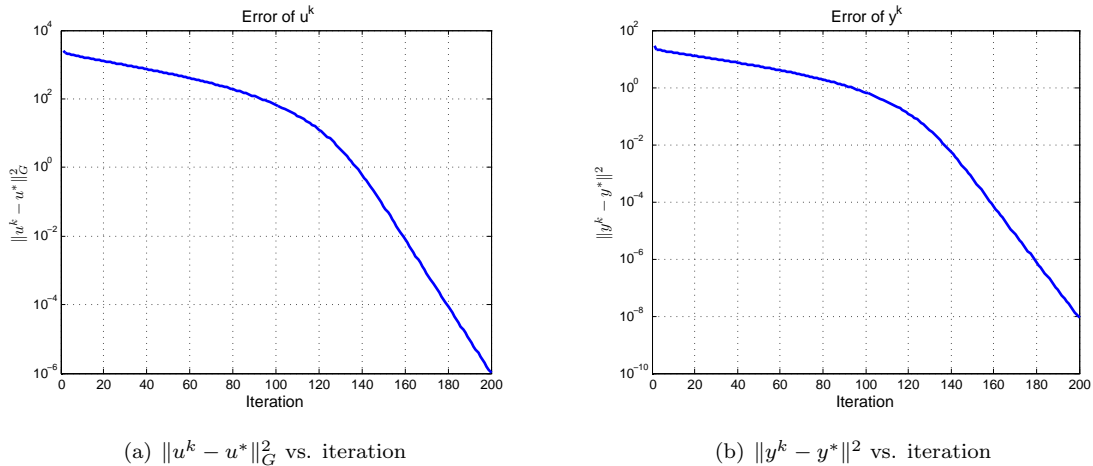 Error of u^k
10^4
10^2
10^0
10^−2
10^−4
10^−6
‖u^k − u^*‖_G^2
0 20 40 60 80 100 120 140 160 180 200
Iteration
(a) ‖u^k − u^*‖_G^2 vs. iteration
Error of y^k
10^2
10^0
10^−2
10^−4
10^−6
10^−8
10^−10
‖y^k − y^*‖^2
0 20 40 60 80 100 120 140 160 180 200
Iteration
(b) ‖y^k − y^*‖^2 vs. iteration